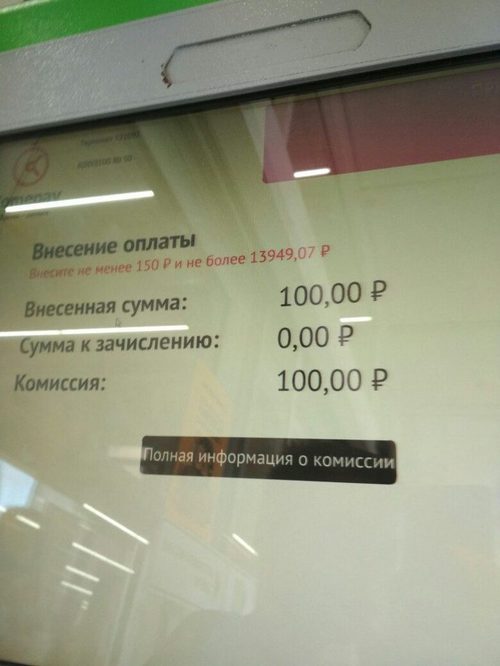 Внесение оплаты
Внесите не менее 150 ₽ и не более 13949,07 ₽
Внесенная сумма: 100,00 ₽
Сумма к зачислению: 0,00 ₽
Комиссия: 100,00 ₽
Полная информация о комиссии